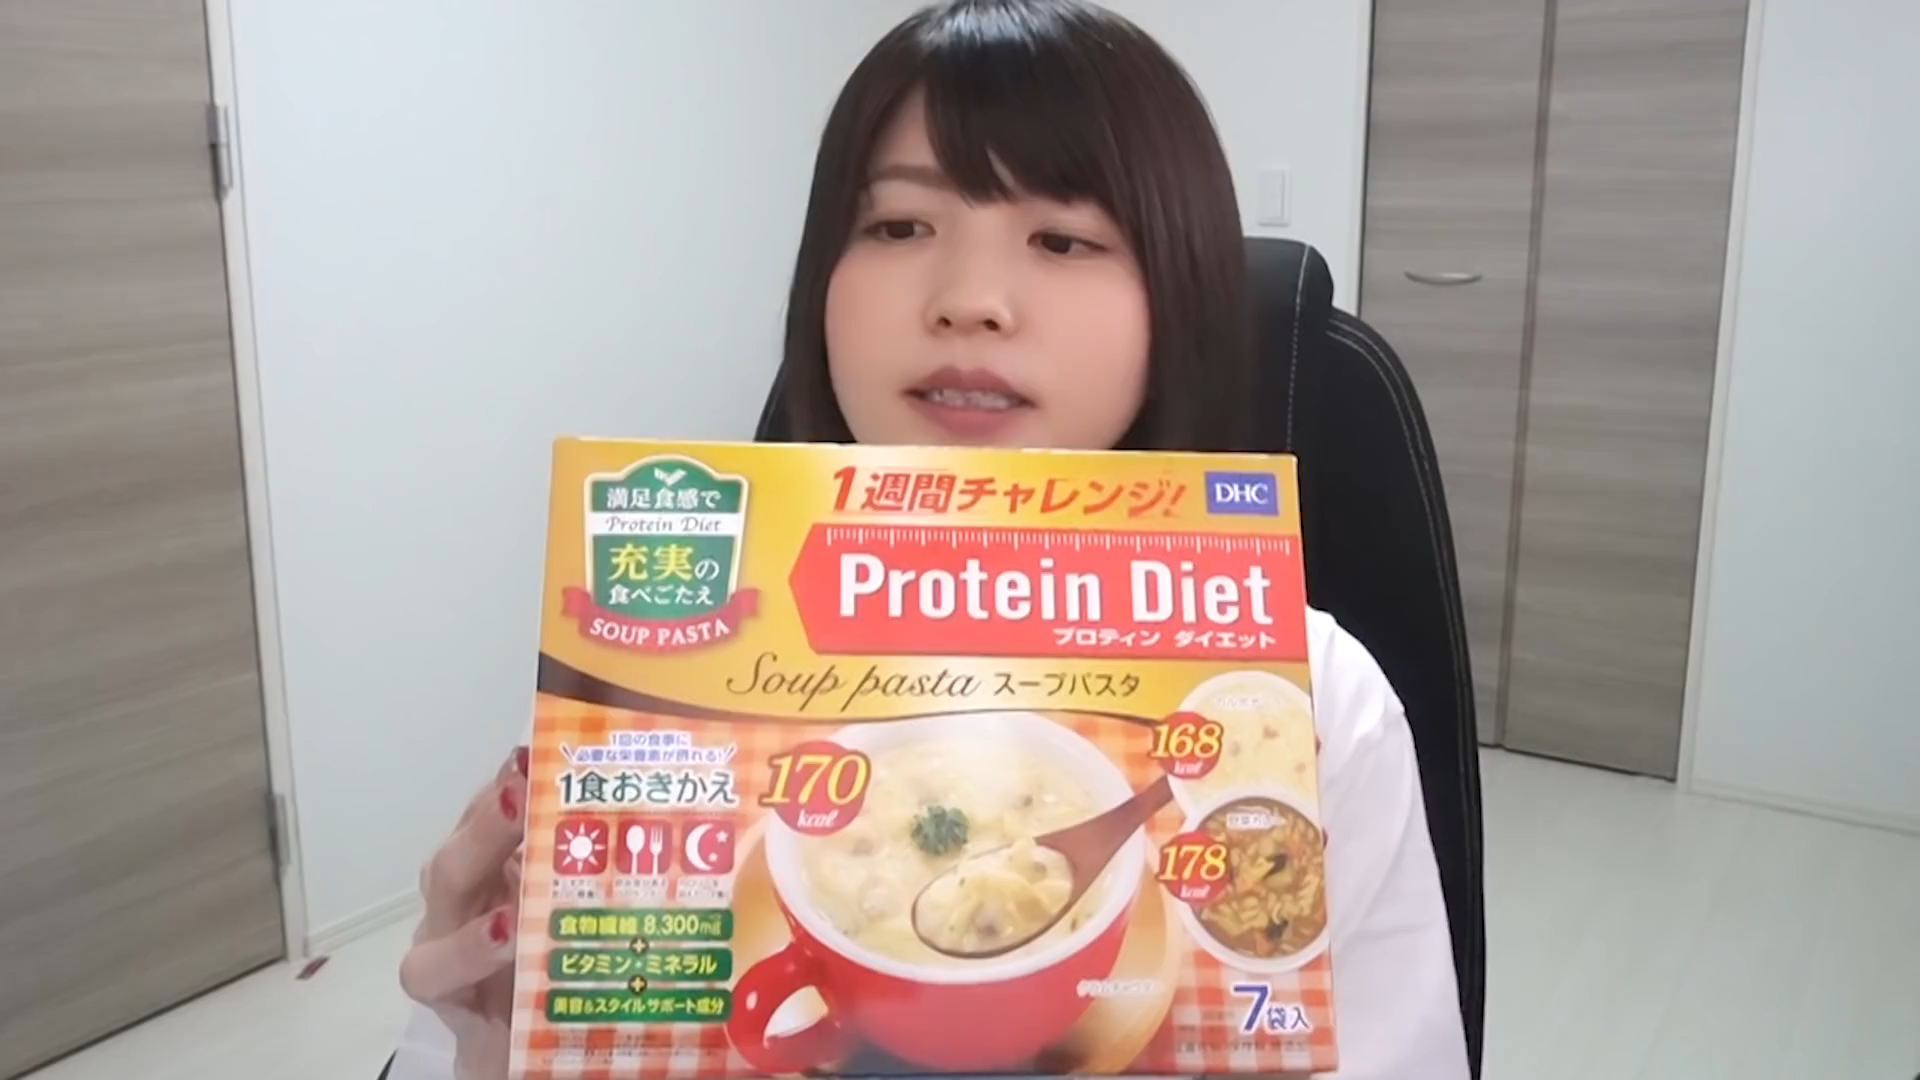 満足食感で
Protein Diet
充実の
食べごたえ
SOUP PASTA
1週間チャレンジ!
DHC
Protein Diet
プロティン ダイエット
Soup pasta スープパスタ
1回の食事に
必要な栄養素が摂れる!
1食おきかえ
170
kcal
168
kcal
178
kcal
野菜カレー
食物繊維 8,300mg
+
ビタミン・ミネラル
+
美容&スタイルサポート成分
7袋入